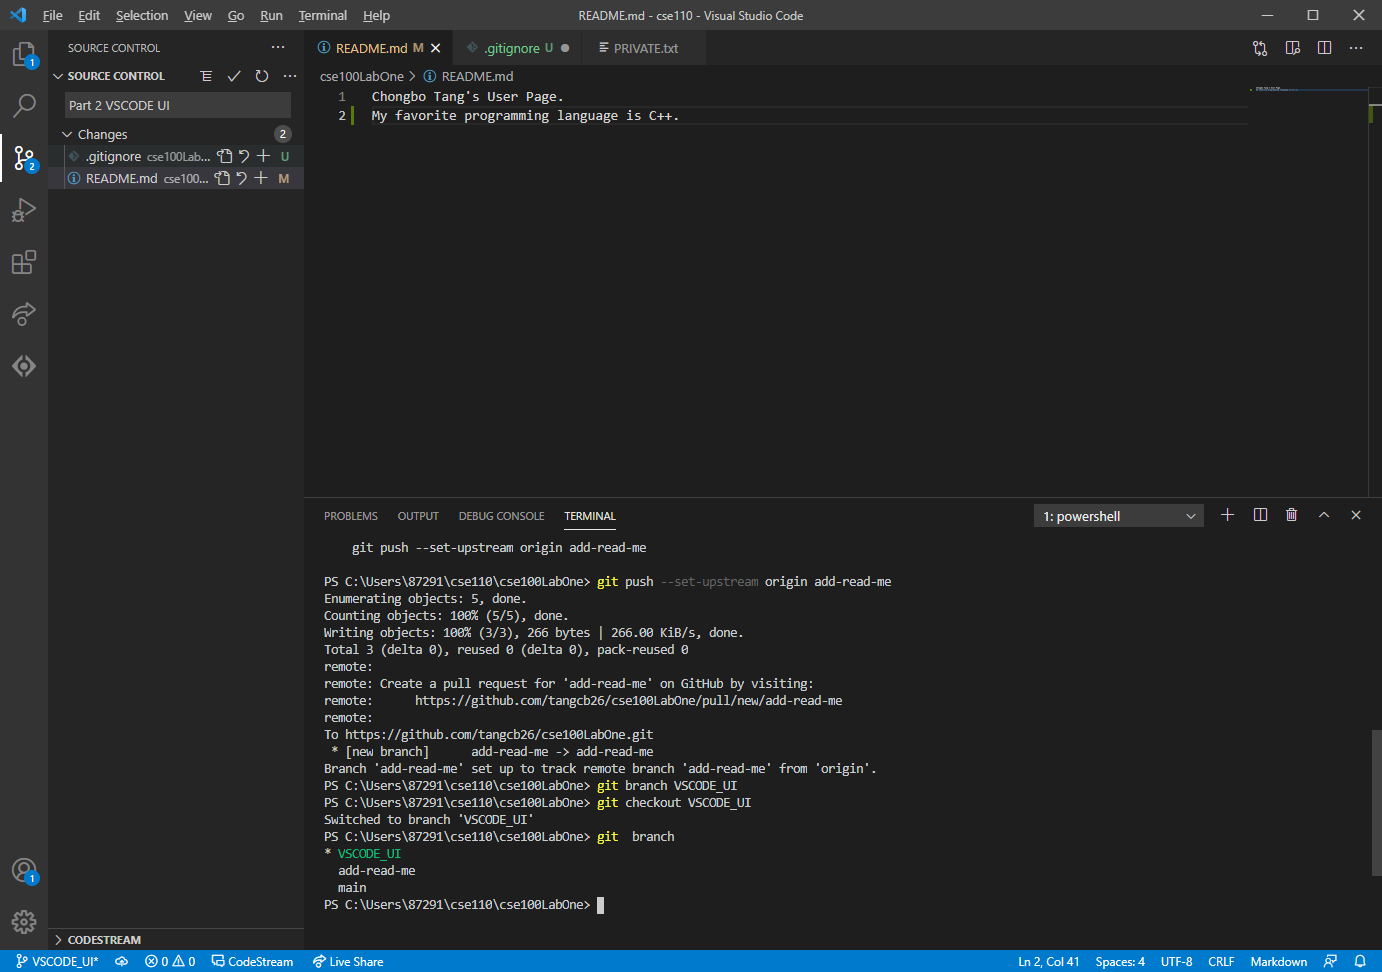 File Edit Selection View Go Run Terminal Help README.md - cse110 - Visual Studio Code
SOURCE CONTROL
SOURCE CONTROL
Part 2 VSCODE UI
Changes 2
.gitignore cse100Lab... U
README.md cse100... M
CODESTREAM
1
2
1
README.md M .gitignore U PRIVATE.txt
cse100LabOne > README.md
1 Chongbo Tang's User Page.
2 My favorite programming language is C++.
PROBLEMS OUTPUT DEBUG CONSOLE TERMINAL 1: powershell
git push --set-upstream origin add-read-me
PS C:\Users\87291\cse110\cse100LabOne> git push --set-upstream origin add-read-me
Enumerating objects: 5, done.
Counting objects: 100% (5/5), done.
Writing objects: 100% (3/3), 266 bytes | 266.00 KiB/s, done.
Total 3 (delta 0), reused 0 (delta 0), pack-reused 0
remote:
remote: Create a pull request for 'add-read-me' on GitHub by visiting:
remote:      https://github.com/tangcb26/cse100LabOne/pull/new/add-read-me
remote:
To https://github.com/tangcb26/cse100LabOne.git
 * [new branch]      add-read-me -> add-read-me
Branch 'add-read-me' set up to track remote branch 'add-read-me' from 'origin'.
PS C:\Users\87291\cse110\cse100LabOne> git branch VSCODE_UI
PS C:\Users\87291\cse110\cse100LabOne> git checkout VSCODE_UI
Switched to branch 'VSCODE_UI'
PS C:\Users\87291\cse110\cse100LabOne> git  branch
* VSCODE_UI
  add-read-me
  main
PS C:\Users\87291\cse110\cse100LabOne>
VSCODE_UI* 0 0 CodeStream Live Share Ln 2, Col 41 Spaces: 4 UTF-8 CRLF Markdown